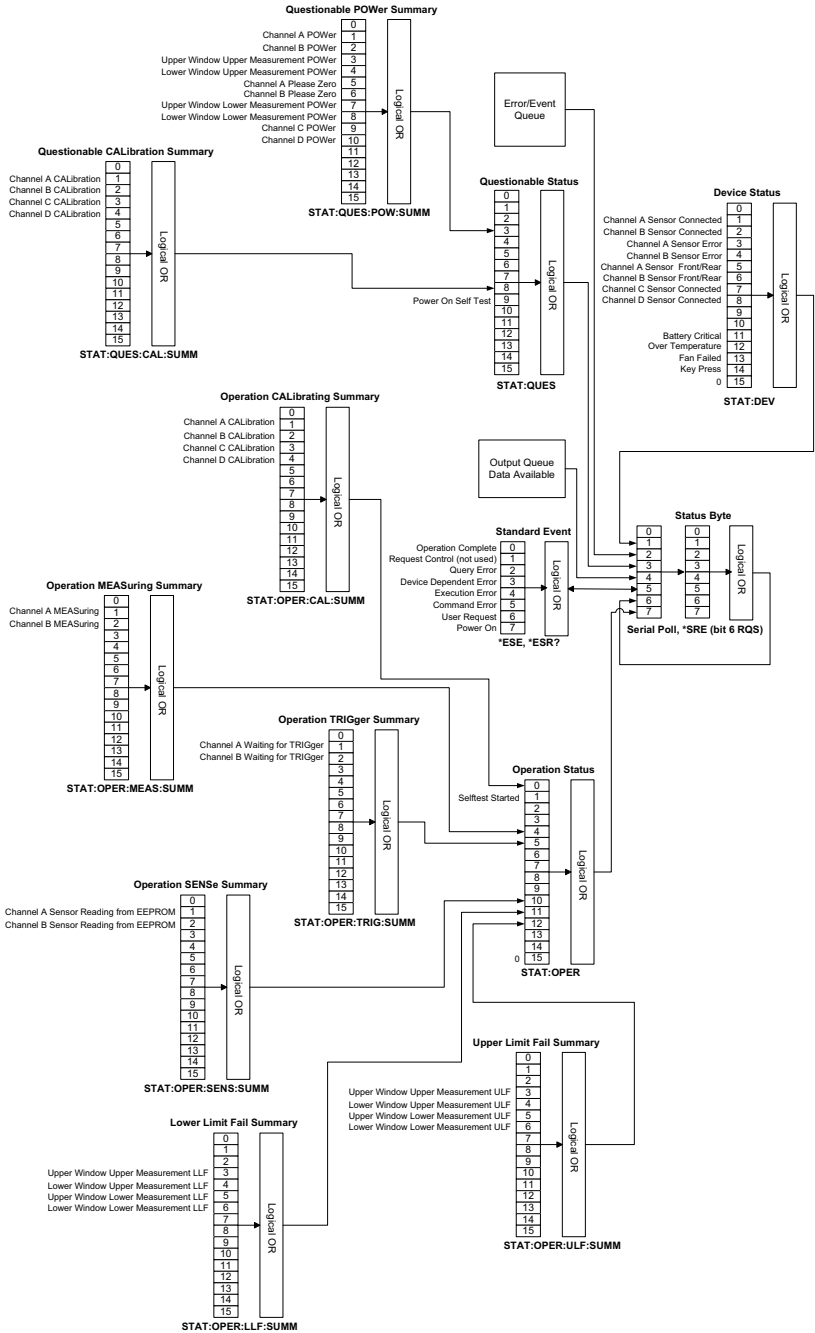 Questionable POWer Summary
0
Channel A POWer 1
Channel B POWer 2
Upper Window Upper Measurement POWer 3
Lower Window Upper Measurement POWer 4
Channel A Please Zero 5
Channel B Please Zero 6
Upper Window Lower Measurement POWer 7
Lower Window Lower Measurement POWer 8
Channel C POWer 9
Channel D POWer 10
11
12
13
14
15
Logical OR
STAT:QUES:POW:SUMM
Error/Event
Queue
Questionable CALibration Summary
0
Channel A CALibration 1
Channel B CALibration 2
Channel C CALibration 3
Channel D CALibration 4
5
6
7
8
9
10
11
12
13
14
15
Logical OR
STAT:QUES:CAL:SUMM
Questionable Status
0
1
2
3
4
5
6
7
8
Power On Self Test 9
10
11
12
13
14
15
Logical OR
STAT:QUES
Device Status
0
Channel A Sensor Connected 1
Channel B Sensor Connected 2
Channel A Sensor Error 3
Channel B Sensor Error 4
Channel A Sensor Front/Rear 5
Channel B Sensor Front/Rear 6
Channel C Sensor Connected 7
Channel D Sensor Connected 8
9
10
Battery Critical 11
Over Temperature 12
Fan Failed 13
Key Press 14
0 15
Logical OR
STAT:DEV
Operation CALibrating Summary
0
Channel A CALibration 1
Channel B CALibration 2
Channel C CALibration 3
Channel D CALibration 4
5
6
7
8
9
10
11
12
13
14
15
Logical OR
STAT:OPER:CAL:SUMM
Output Queue
Data Available
Standard Event
Operation Complete 0
Request Control (not used) 1
Query Error 2
Device Dependent Error 3
Execution Error 4
Command Error 5
User Request 6
Power On 7
Logical OR
*ESE, *ESR?
Status Byte
0 0
1 1
2 2
3 3
4 4
5 5
6 6
7 7
Logical OR
Serial Poll, *SRE (bit 6 RQS)
Operation MEASuring Summary
0
Channel A MEASuring 1
Channel B MEASuring 2
3
4
5
6
7
8
9
10
11
12
13
14
15
Logical OR
STAT:OPER:MEAS:SUMM
Operation TRIGger Summary
0
Channel A Waiting for TRIGger 1
Channel B Waiting for TRIGger 2
3
4
5
6
7
8
9
10
11
12
13
14
15
Logical OR
STAT:OPER:TRIG:SUMM
Operation Status
0
Selftest Started 1
2
3
4
5
6
7
8
9
10
11
12
13
14
0 15
Logical OR
STAT:OPER
Operation SENSe Summary
0
Channel A Sensor Reading from EEPROM 1
Channel B Sensor Reading from EEPROM 2
3
4
5
6
7
8
9
10
11
12
13
14
15
Logical OR
STAT:OPER:SENS:SUMM
Upper Limit Fail Summary
0
1
2
Upper Window Upper Measurement ULF 3
Lower Window Upper Measurement ULF 4
Upper Window Lower Measurement ULF 5
Lower Window Lower Measurement ULF 6
7
8
9
10
11
12
13
14
15
Logical OR
STAT:OPER:ULF:SUMM
Lower Limit Fail Summary
0
1
2
Upper Window Upper Measurement LLF 3
Lower Window Upper Measurement LLF 4
Upper Window Lower Measurement LLF 5
Lower Window Lower Measurement LLF 6
7
8
9
10
11
12
13
14
15
Logical OR
STAT:OPER:LLF:SUMM